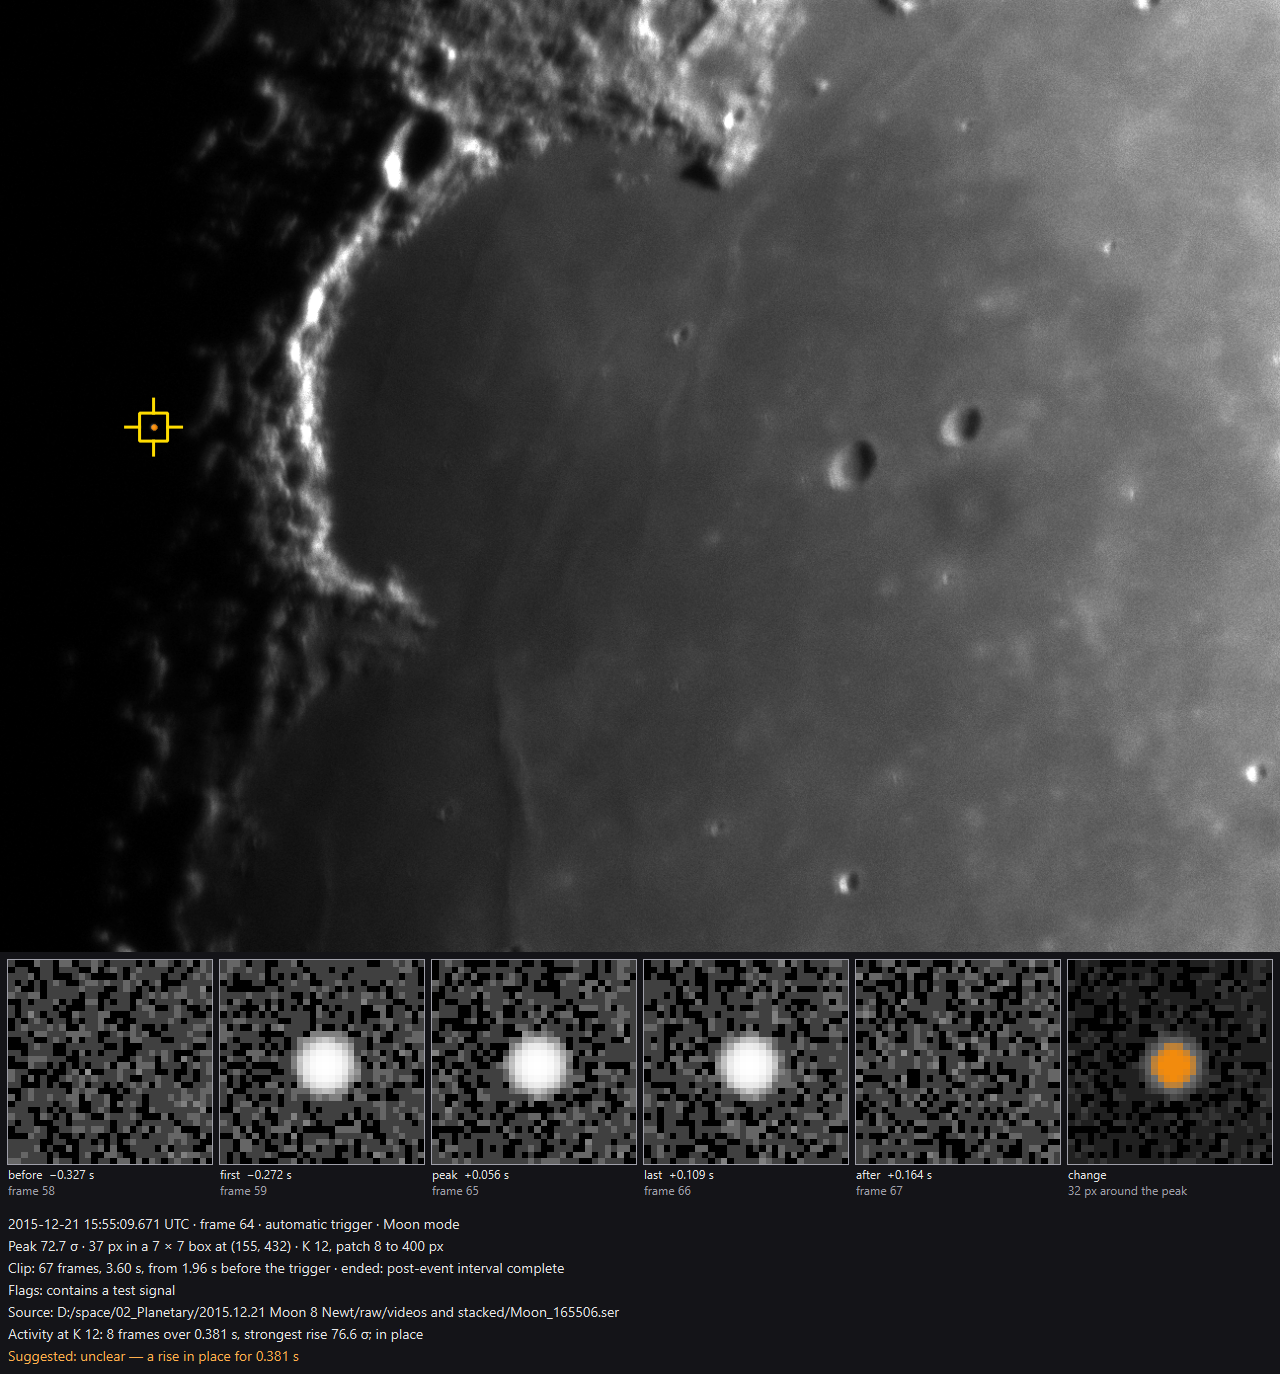 before −0.327 s
frame 58
first −0.272 s
frame 59
peak +0.056 s
frame 65
last +0.109 s
frame 66
after +0.164 s
frame 67
change
32 px around the peak
2015-12-21 15:55:09.671 UTC · frame 64 · automatic trigger · Moon mode
Peak 72.7 σ · 37 px in a 7 × 7 box at (155, 432) · K 12, patch 8 to 400 px
Clip: 67 frames, 3.60 s, from 1.96 s before the trigger · ended: post-event interval complete
Flags: contains a test signal
Source: D:/space/02_Planetary/2015.12.21 Moon 8 Newt/raw/videos and stacked/Moon_165506.ser
Activity at K 12: 8 frames over 0.381 s, strongest rise 76.6 σ; in place
Suggested: unclear — a rise in place for 0.381 s